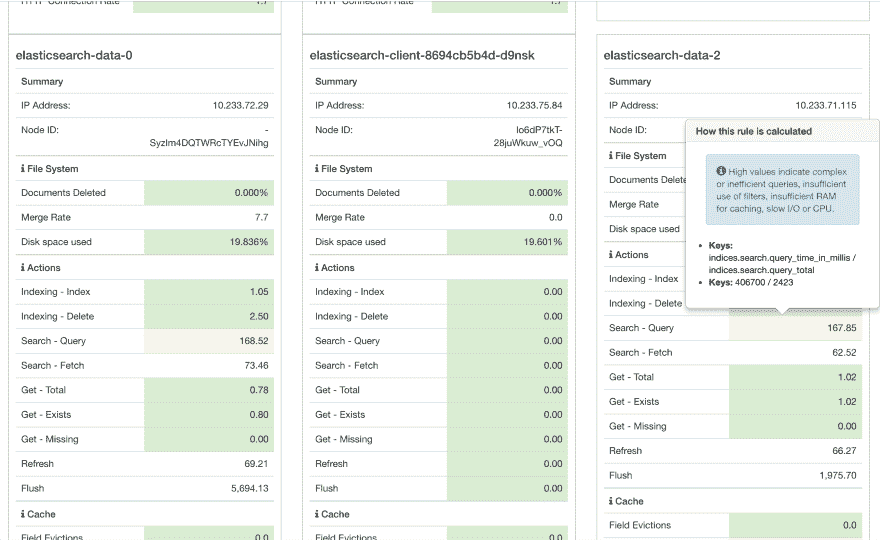 HTTP Connection Rate 1.7
elasticsearch-data-0
Summary
IP Address: 10.233.72.29
Node ID: -
SyzIm4DQTWRcTYEvJNihg
File System
Documents Deleted 0.000%
Merge Rate 7.7
Disk space used 19.836%
Actions
Indexing - Index 1.05
Indexing - Delete 2.50
Search - Query 168.52
Search - Fetch 73.46
Get - Total 0.78
Get - Exists 0.80
Get - Missing 0.00
Refresh 69.21
Flush 5,694.13
Cache
Field Evictions 0.0
HTTP Connection Rate 1.7
elasticsearch-client-8694cb5b4d-d9nsk
Summary
IP Address: 10.233.75.84
Node ID: lo6dP7tkT-
28juWkuw_vOQ
File System
Documents Deleted 0.000%
Merge Rate 0.0
Disk space used 19.601%
Actions
Indexing - Index 0.00
Indexing - Delete 0.00
Search - Query 0.00
Search - Fetch 0.00
Get - Total 0.00
Get - Exists 0.00
Get - Missing 0.00
Refresh 0.00
Flush 0.00
Cache
Field Evictions 0.0
elasticsearch-data-2
Summary
IP Address: 10.233.71.115
Node ID:
File System
Documents Delete
Merge Rate
Disk space used
Actions
Indexing - Index
Indexing - Delete
Search - Query 167.85
Search - Fetch 62.52
Get - Total 1.02
Get - Exists 1.02
Get - Missing 0.00
Refresh 66.27
Flush 1,975.70
Cache
Field Evictions 0.0
How this rule is calculated
High values indicate complex
or inefficient queries, insufficient
use of filters, insufficient RAM
for caching, slow I/O or CPU.
Keys:
indices.search.query_time_in_millis /
indices.search.query_total
Keys: 406700 / 2423